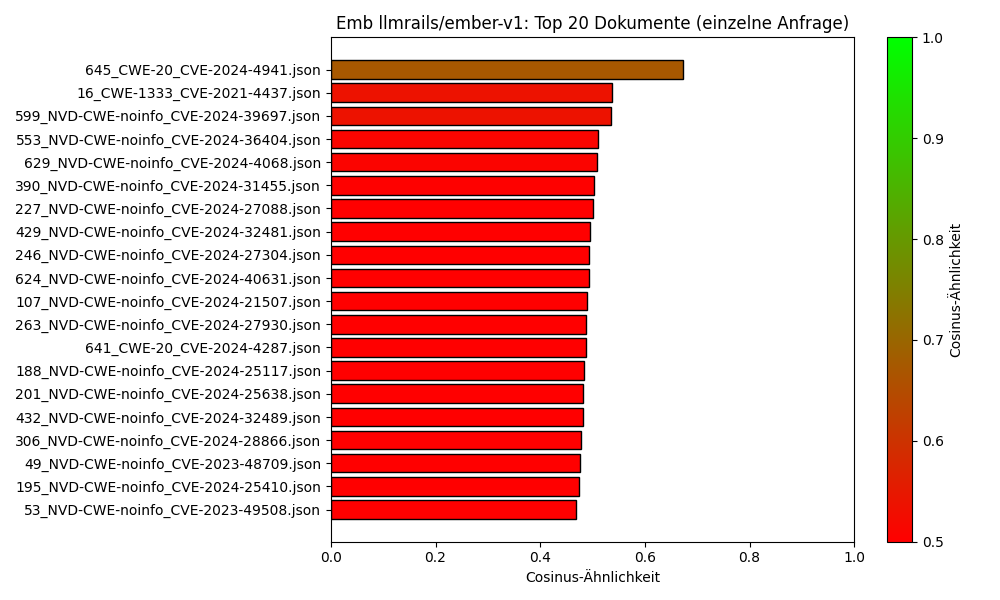 Emb llmrails/ember-v1: Top 20 Dokumente (einzelne Anfrage)
645_CWE-20_CVE-2024-4941.json
16_CWE-1333_CVE-2021-4437.json
599_NVD-CWE-noinfo_CVE-2024-39697.json
553_NVD-CWE-noinfo_CVE-2024-36404.json
629_NVD-CWE-noinfo_CVE-2024-4068.json
390_NVD-CWE-noinfo_CVE-2024-31455.json
227_NVD-CWE-noinfo_CVE-2024-27088.json
429_NVD-CWE-noinfo_CVE-2024-32481.json
246_NVD-CWE-noinfo_CVE-2024-27304.json
624_NVD-CWE-noinfo_CVE-2024-40631.json
107_NVD-CWE-noinfo_CVE-2024-21507.json
263_NVD-CWE-noinfo_CVE-2024-27930.json
641_CWE-20_CVE-2024-4287.json
188_NVD-CWE-noinfo_CVE-2024-25117.json
201_NVD-CWE-noinfo_CVE-2024-25638.json
432_NVD-CWE-noinfo_CVE-2024-32489.json
306_NVD-CWE-noinfo_CVE-2024-28866.json
49_NVD-CWE-noinfo_CVE-2023-48709.json
195_NVD-CWE-noinfo_CVE-2024-25410.json
53_NVD-CWE-noinfo_CVE-2023-49508.json
0.0 0.2 0.4 0.6 0.8 1.0
Cosinus-Ähnlichkeit
1.0
0.9
0.8
0.7
0.6
0.5
Cosinus-Ähnlichkeit